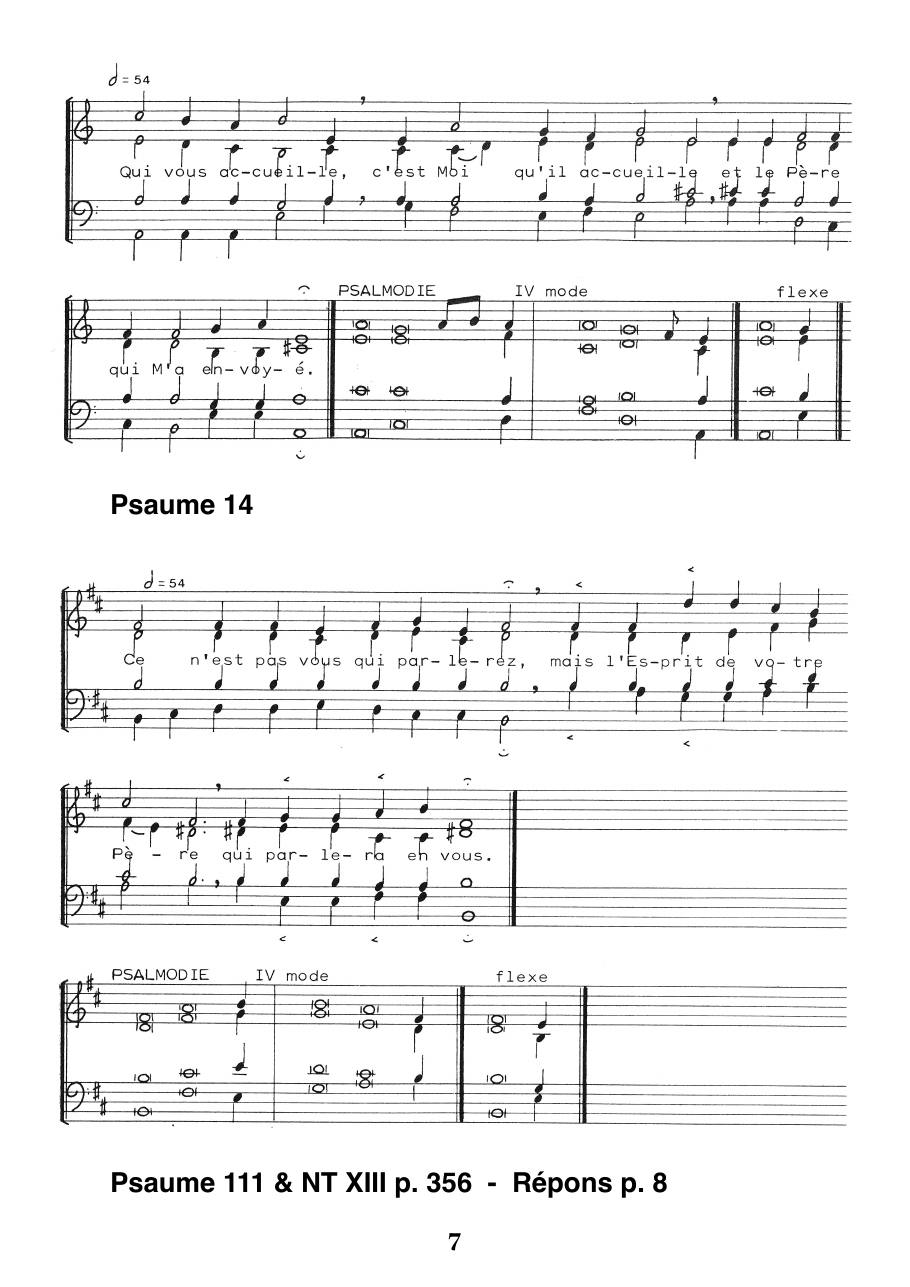 𝅗𝅥 = 54
Qui vous ac-cueil-le, c'est Moi qu'il ac-cueil-le et le Pè-re
PSALMODIE IV mode flexe
qui M'a en-voy-é.
Psaume 14
𝅗𝅥 = 54
Ce n'est pas vous qui par-le-rez, mais l'Es-prit de vo-tre
Pè - re qui par-le-ra en vous.
PSALMODIE IV mode flexe
Psaume 111 & NT XIII p. 356 - Répons p. 8
7